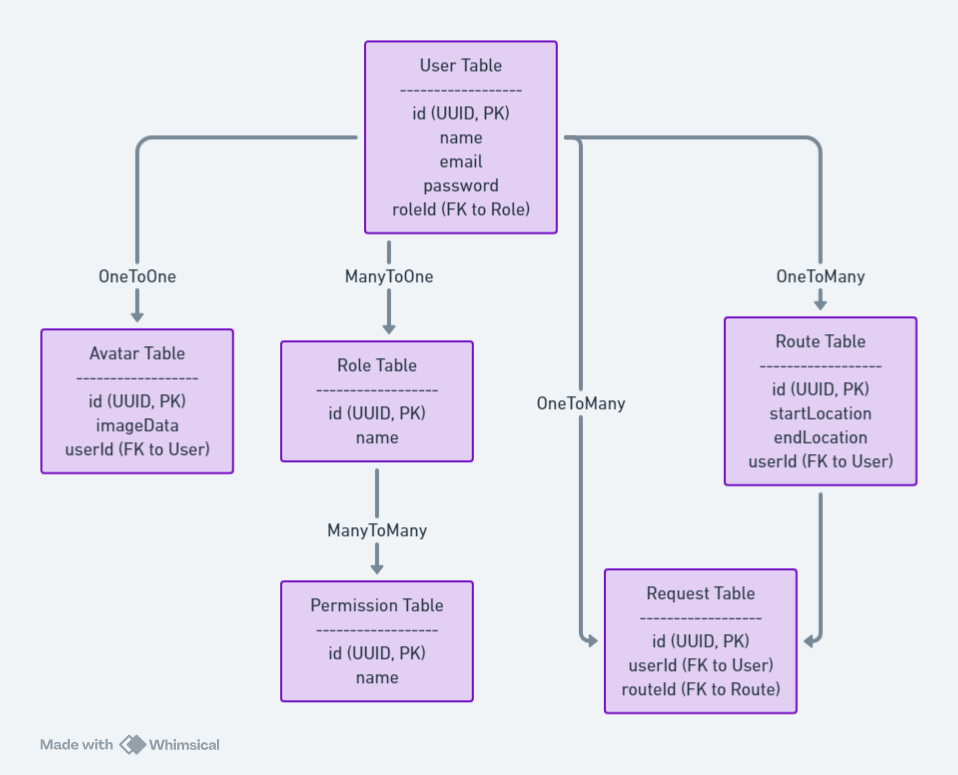 User Table
-------------------
id (UUID, PK)
name
email
password
roleId (FK to Role)
OneToOne
ManyToOne
OneToMany
OneToMany
Avatar Table
-------------------
id (UUID, PK)
imageData
userId (FK to User)
Role Table
-------------------
id (UUID, PK)
name
Route Table
-------------------
id (UUID, PK)
startLocation
endLocation
userId (FK to User)
ManyToMany
Permission Table
-------------------
id (UUID, PK)
name
Request Table
-------------------
id (UUID, PK)
userId (FK to User)
routeId (FK to Route)
Made with Whimsical